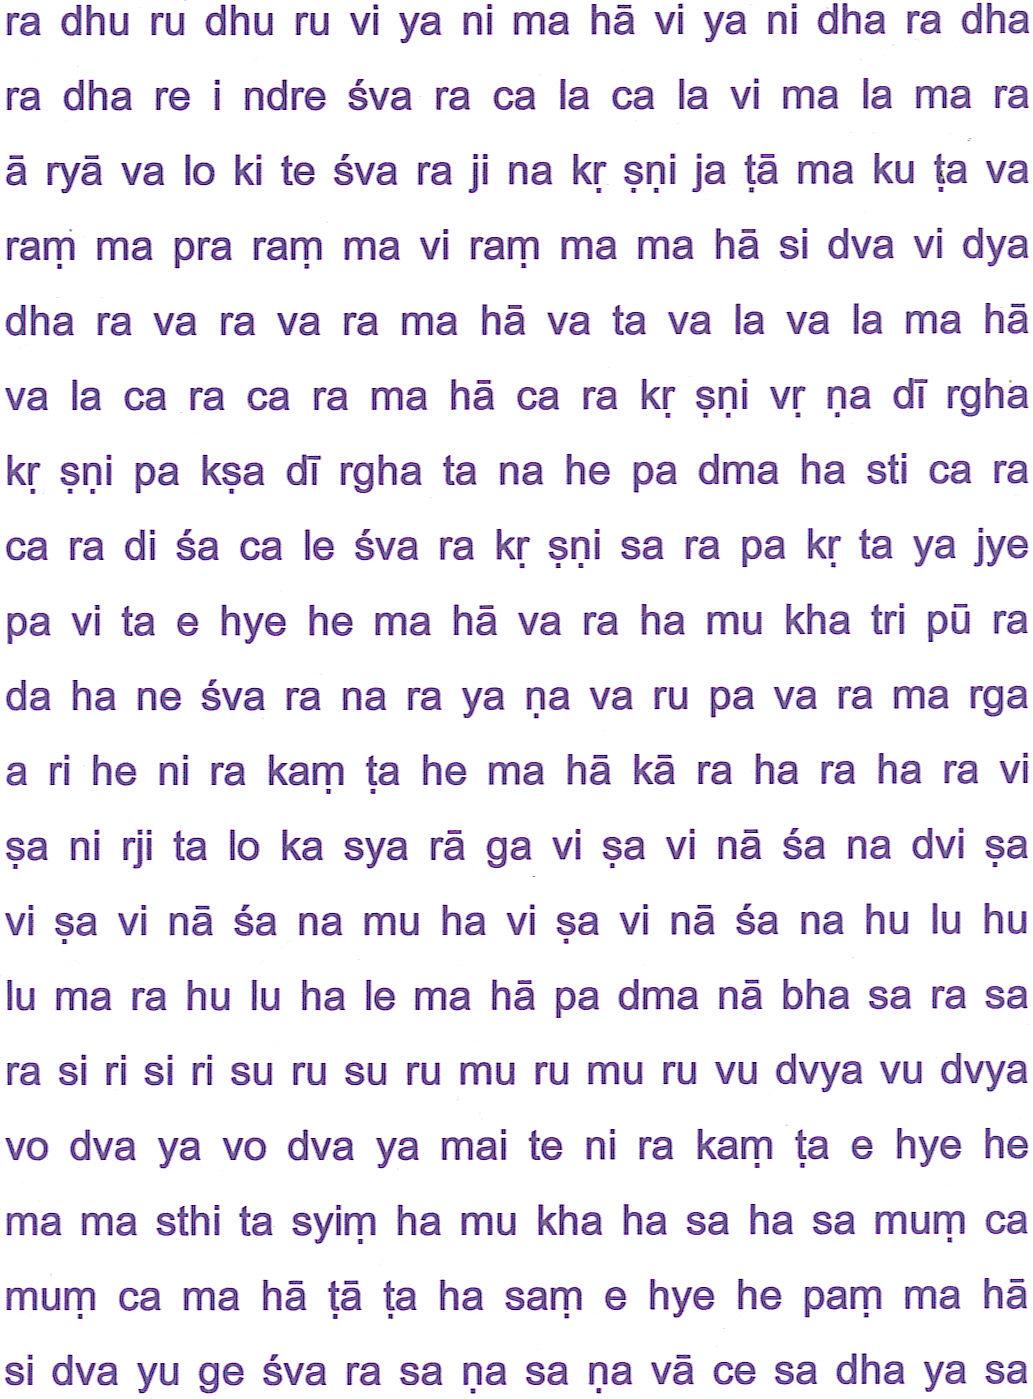 ra dhu ru dhu ru vi ya ni ma hā vi ya ni dha ra dha
ra dha re i ndre śva ra ca la ca la vi ma la ma ra
ā ryā va lo ki te śva ra ji na kṛ ṣṇi ja ṭā ma ku ṭa va
raṃ ma pra raṃ ma vi raṃ ma ma hā si dva vi dya
dha ra va ra va ra ma hā va ta va la va la ma hā
va la ca ra ca ra ma hā ca ra kṛ ṣṇi vṛ ṇa dī rgha
kṛ ṣṇi pa kṣa dī rgha ta na he pa dma ha sti ca ra
ca ra di śa ca le śva ra kṛ ṣṇi sa ra pa kṛ ta ya jye
pa vi ta e hye he ma hā va ra ha mu kha tri pū ra
da ha ne śva ra na ra ya ṇa va ru pa va ra ma rga
a ri he ni ra kaṃ ṭa he ma hā kā ra ha ra ha ra vi
ṣa ni rji ta lo ka sya rā ga vi ṣa vi nā śa na dvi ṣa
vi ṣa vi nā śa na mu ha vi ṣa vi nā śa na hu lu hu
lu ma ra hu lu ha le ma hā pa dma nā bha sa ra sa
ra si ri si ri su ru su ru mu ru mu ru vu dvya vu dvya
vo dva ya vo dva ya mai te ni ra kaṃ ṭa e hye he
ma ma sthi ta syiṃ ha mu kha ha sa ha sa muṃ ca
muṃ ca ma hā ṭā ṭa ha saṃ e hye he paṃ ma hā
si dva yu ge śva ra sa ṇa sa ṇa vā ce sa dha ya sa